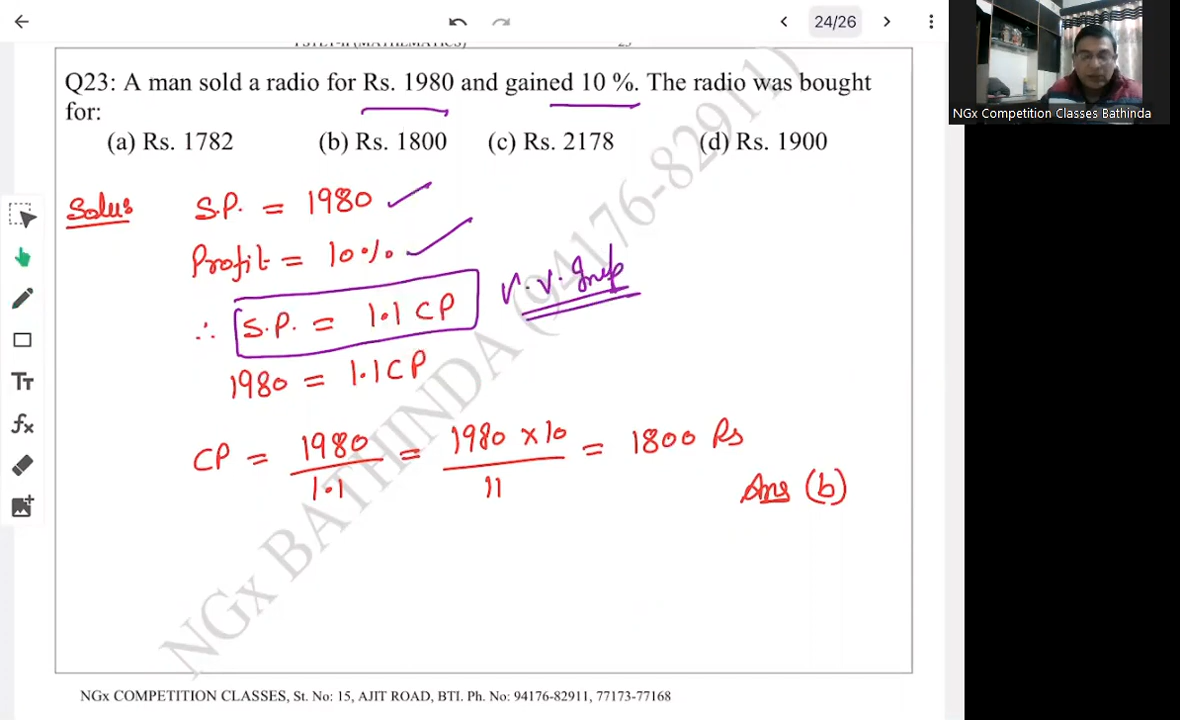 24/26
Q23: A man sold a radio for Rs. 1980 and gained 10 %. The radio was bought
for:
(a) Rs. 1782 (b) Rs. 1800 (c) Rs. 2178 (d) Rs. 1900
S.P. = 1980
Profit = 10%
∴ S.P. = 1.1 CP
1980 = 1.1 CP
CP = 1980/1.1 = 1980 x 10/11 = 1800 Rs
Ans (b)
NGx BATHINDA (94176-82911)
NGx COMPETITION CLASSES, St. No: 15, AJIT ROAD, BTI. Ph. No: 94176-82911, 77173-77168
NGx Competition Classes Bathinda
TT
fx